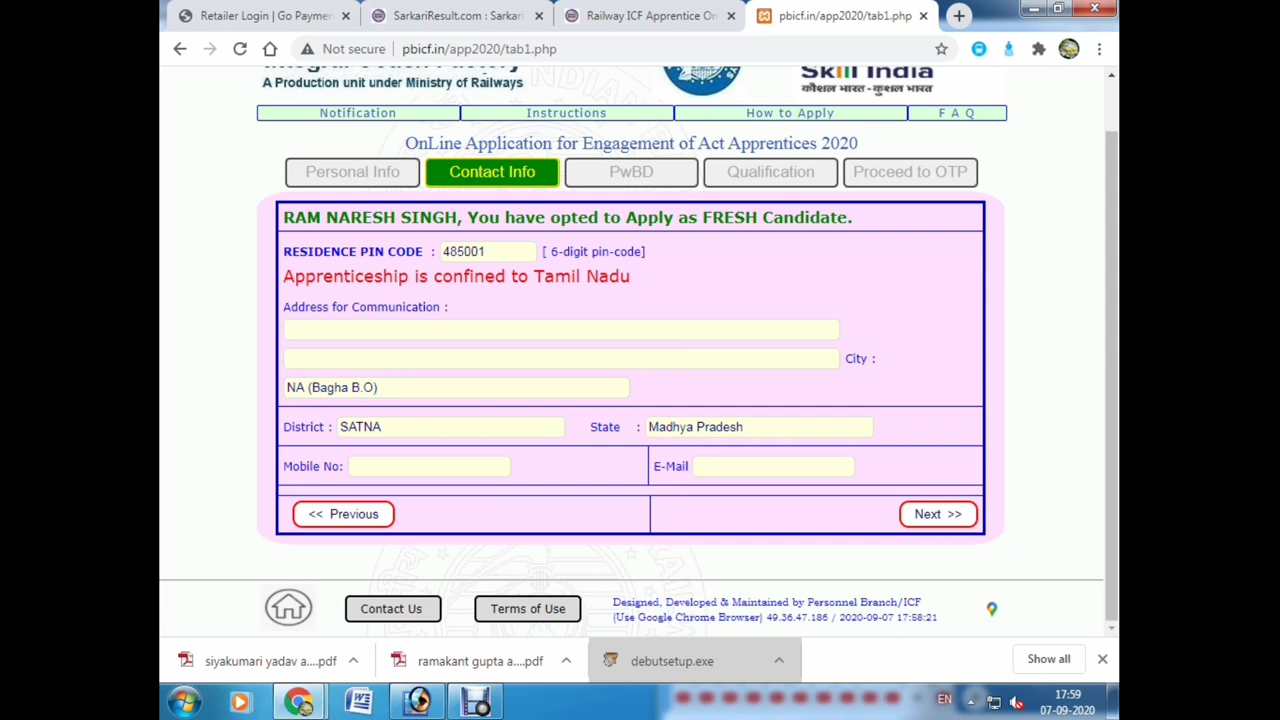 Retailer Login | Go Paymen
SarkariResult.com : Sarkari
Railway ICF Apprentice On
pbicf.in/app2020/tab1.php
Not secure | pbicf.in/app2020/tab1.php
Integral Coach Factory
A Production unit under Ministry of Railways
Skill India
कौशल भारत - कुशल भारत
Notification
Instructions
How to Apply
F A Q
OnLine Application for Engagement of Act Apprentices 2020
Personal Info
Contact Info
PwBD
Qualification
Proceed to OTP
RAM NARESH SINGH, You have opted to Apply as FRESH Candidate.
RESIDENCE PIN CODE : 485001 [ 6-digit pin-code]
Apprenticeship is confined to Tamil Nadu
Address for Communication :
City :
NA (Bagha B.O)
District : SATNA State : Madhya Pradesh
Mobile No: E-Mail
<< Previous
Next >>
Contact Us
Terms of Use
Designed, Developed & Maintained by Personnel Branch/ICF
(Use Google Chrome Browser) 49.36.47.186 / 2020-09-07 17:58:21
siyakumari yadav a....pdf
ramakant gupta a....pdf
debutsetup.exe
Show all
EN
17:59
07-09-2020